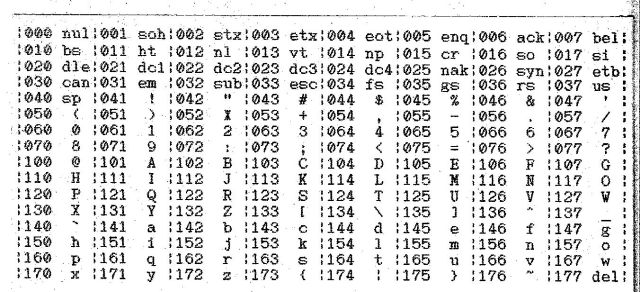 |000 nul|001 soh|002 stx|003 etx|004 eot|005 enq|006 ack|007 bel|
|010 bs |011 ht |012 nl |013 vt |014 np |015 cr |016 so |017 si |
|020 dle|021 dc1|022 dc2|023 dc3|024 dc4|025 nak|026 syn|027 etb|
|030 can|031 em |032 sub|033 esc|034 fs |035 gs |036 rs |037 us |
|040 sp |041 ! |042 " |043 # |044 $ |045 % |046 & |047 ' |
|050 ( |051 ) |052 * |053 + |054 , |055 - |056 . |057 / |
|060 0 |061 1 |062 2 |063 3 |064 4 |065 5 |066 6 |067 7 |
|070 8 |071 9 |072 : |073 ; |074 < |075 = |076 > |077 ? |
|100 @ |101 A |102 B |103 C |104 D |105 E |106 F |107 G |
|110 H |111 I |112 J |113 K |114 L |115 M |116 N |117 O |
|120 P |121 Q |122 R |123 S |124 T |125 U |126 V |127 W |
|130 X |131 Y |132 Z |133 [ |134 \ |135 ] |136 ^ |137 _ |
|140 ` |141 a |142 b |143 c |144 d |145 e |146 f |147 g |
|150 h |151 i |152 j |153 k |154 l |155 m |156 n |157 o |
|160 p |161 q |162 r |163 s |164 t |165 u |166 v |167 w |
|170 x |171 y |172 z |173 { |174 | |175 } |176 ~ |177 del|